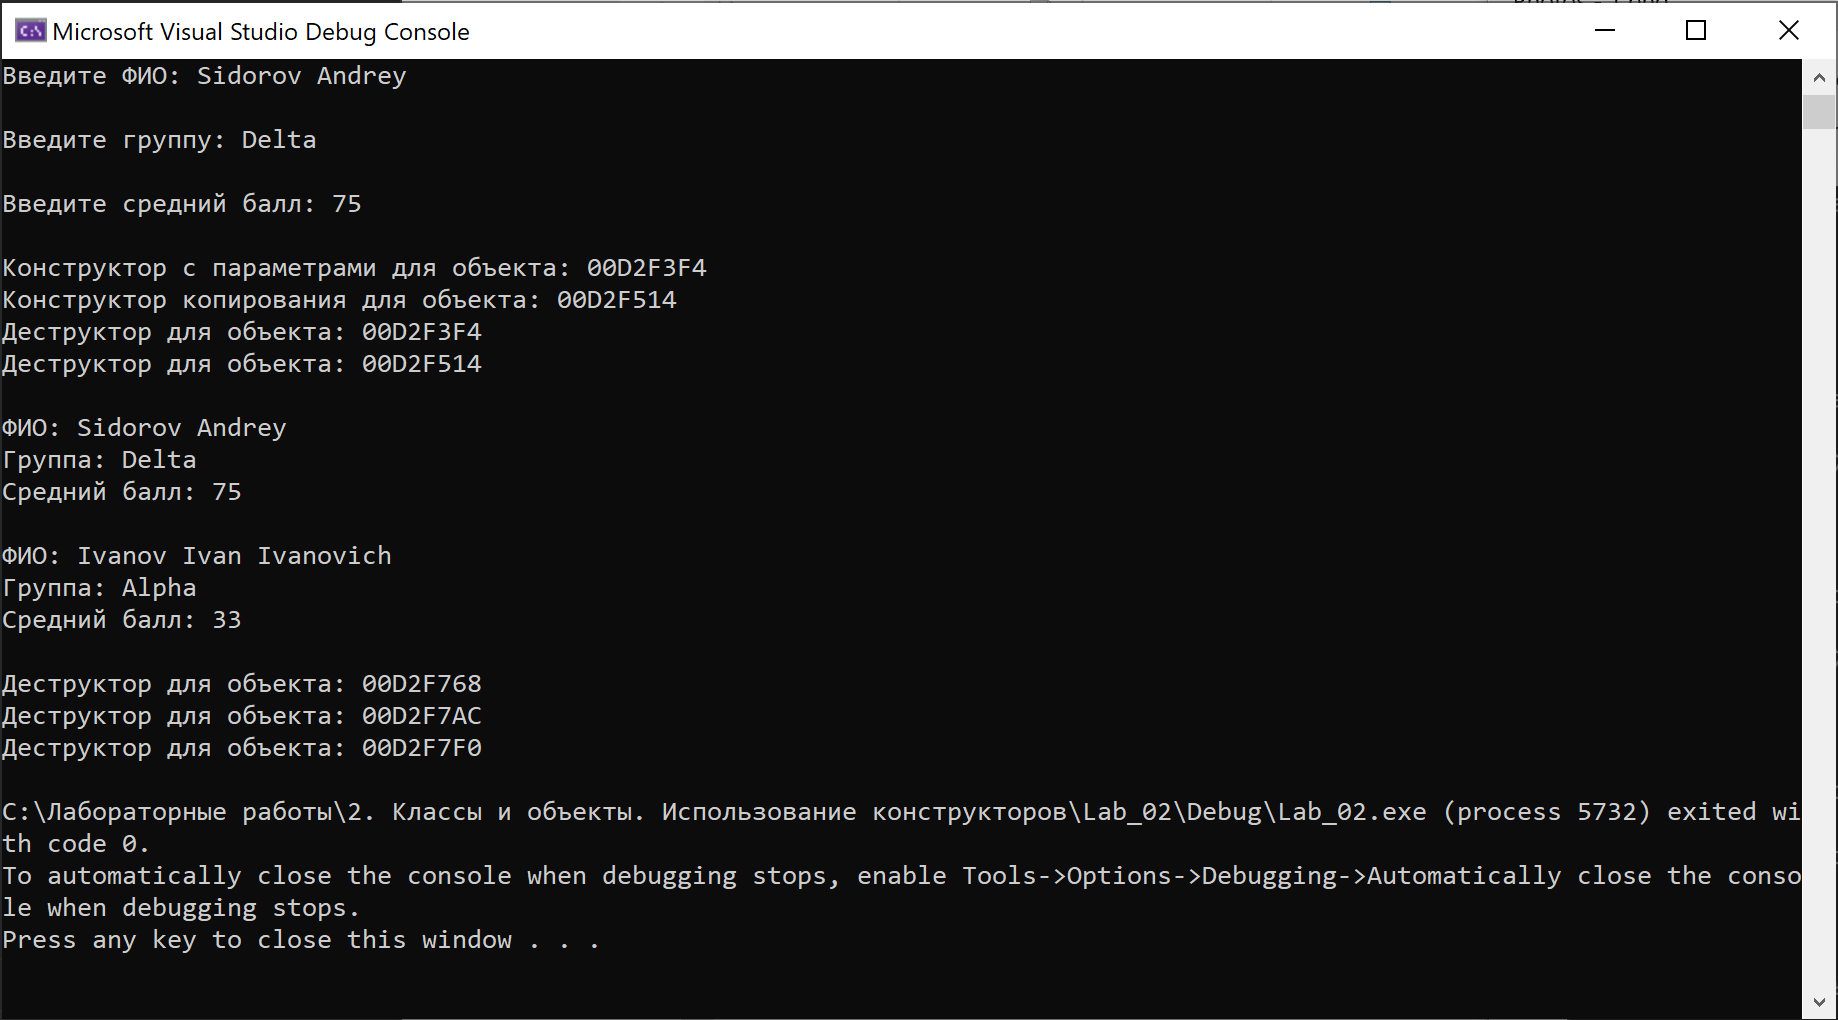 Microsoft Visual Studio Debug Console
Введите ФИО: Sidorov Andrey
Введите группу: Delta
Введите средний балл: 75
Конструктор с параметрами для объекта: 00D2F3F4
Конструктор копирования для объекта: 00D2F514
Деструктор для объекта: 00D2F3F4
Деструктор для объекта: 00D2F514
ФИО: Sidorov Andrey
Группа: Delta
Средний балл: 75
ФИО: Ivanov Ivan Ivanovich
Группа: Alpha
Средний балл: 33
Деструктор для объекта: 00D2F768
Деструктор для объекта: 00D2F7AC
Деструктор для объекта: 00D2F7F0
C:\Лабораторные работы\2. Классы и объекты. Использование конструкторов\Lab_02\Debug\Lab_02.exe (process 5732) exited wi
th code 0.
To automatically close the console when debugging stops, enable Tools->Options->Debugging->Automatically close the conso
le when debugging stops.
Press any key to close this window . . .